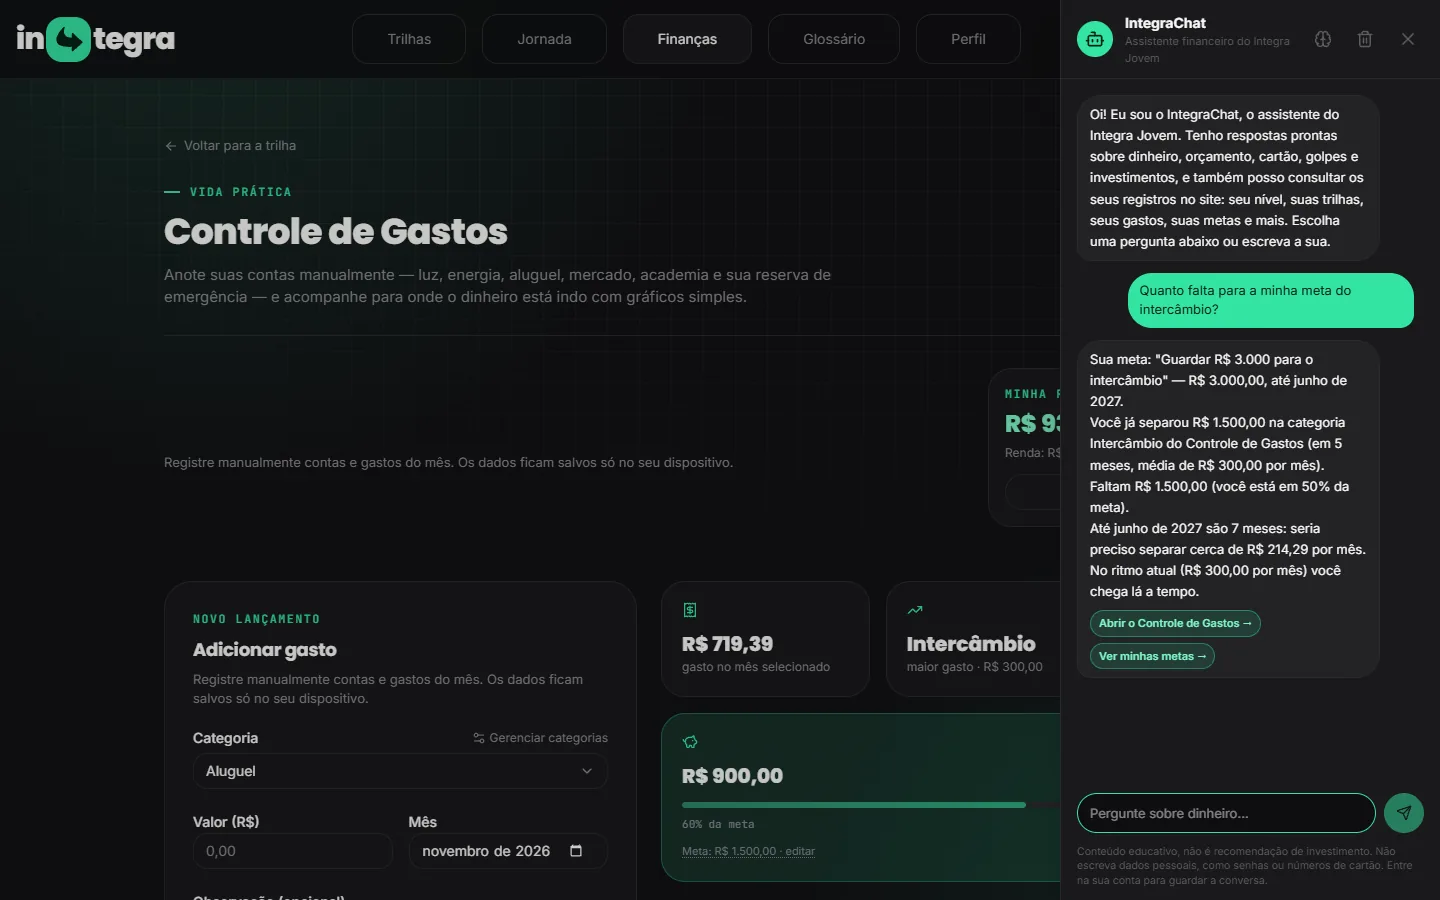 integra
Trilhas
Jornada
Finanças
Glossário
Perfil
← Voltar para a trilha
VIDA PRÁTICA
Controle de Gastos
Anote suas contas manualmente — luz, energia, aluguel, mercado, academia e sua reserva de
emergência — e acompanhe para onde o dinheiro está indo com gráficos simples.
Registre manualmente contas e gastos do mês. Os dados ficam salvos só no seu dispositivo.
MINHA
R$ 93
Renda: R$
NOVO LANÇAMENTO
Adicionar gasto
Registre manualmente contas e gastos do mês. Os dados ficam
salvos só no seu dispositivo.
Categoria
Gerenciar categorias
Aluguel
Valor (R$)
Mês
0,00
novembro de 2026
Observação (opcional)
R$ 719,39
gasto no mês selecionado
Intercâmbio
maior gasto · R$ 300,00
R$ 900,00
60% da meta
Meta: R$ 1.500,00 · editar
IntegraChat
Assistente financeiro do Integra
Jovem
Oi! Eu sou o IntegraChat, o assistente do
Integra Jovem. Tenho respostas prontas
sobre dinheiro, orçamento, cartão, golpes e
investimentos, e também posso consultar os
seus registros no site: seu nível, suas trilhas,
seus gastos, suas metas e mais. Escolha
uma pergunta abaixo ou escreva a sua.
Quanto falta para a minha meta do
intercâmbio?
Sua meta: "Guardar R$ 3.000 para o
intercâmbio" — R$ 3.000,00, até junho de
2027.
Você já separou R$ 1.500,00 na categoria
Intercâmbio do Controle de Gastos (em 5
meses, média de R$ 300,00 por mês).
Faltam R$ 1.500,00 (você está em 50% da
meta).
Até junho de 2027 são 7 meses: seria
preciso separar cerca de R$ 214,29 por mês.
No ritmo atual (R$ 300,00 por mês) você
chega lá a tempo.
Abrir o Controle de Gastos →
Ver minhas metas →
Pergunte sobre dinheiro...
Conteúdo educativo, não é recomendação de investimento. Não
escreva dados pessoais, como senhas ou números de cartão. Entre
na sua conta para guardar a conversa.